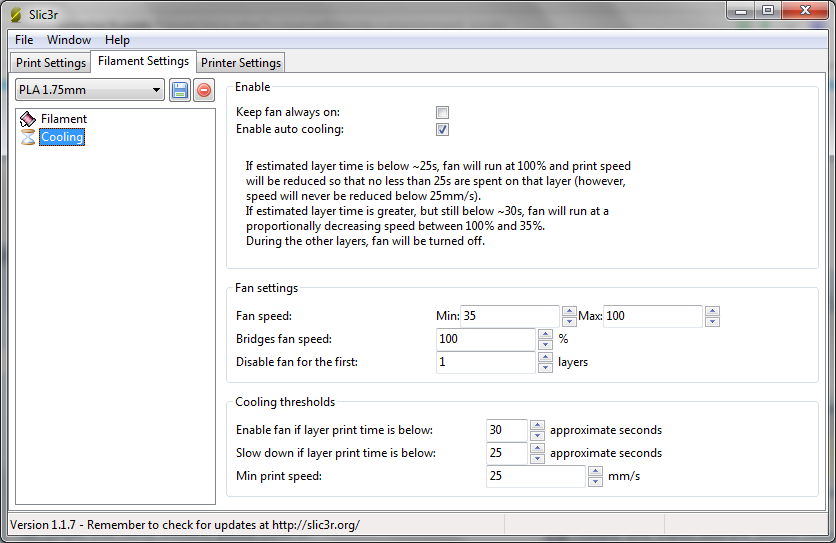 Slic3r
File Window Help
Print Settings Filament Settings Printer Settings
PLA 1.75mm
Filament
Cooling
Enable
Keep fan always on:
Enable auto cooling:
If estimated layer time is below ~25s, fan will run at 100% and print speed
will be reduced so that no less than 25s are spent on that layer (however,
speed will never be reduced below 25mm/s).
If estimated layer time is greater, but still below ~30s, fan will run at a
proportionally decreasing speed between 100% and 35%.
During the other layers, fan will be turned off.
Fan settings
Fan speed: Min: 35 Max: 100
Bridges fan speed: 100 %
Disable fan for the first: 1 layers
Cooling thresholds
Enable fan if layer print time is below: 30 approximate seconds
Slow down if layer print time is below: 25 approximate seconds
Min print speed: 25 mm/s
Version 1.1.7 - Remember to check for updates at http://slic3r.org/